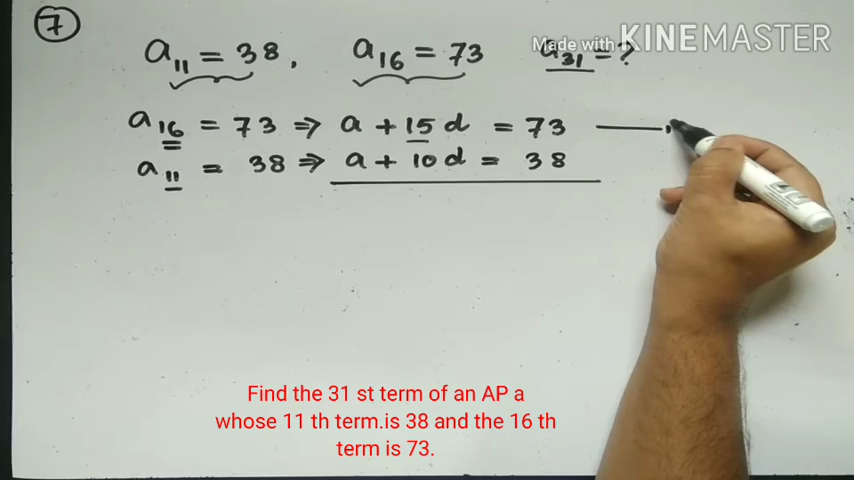 7
a₁₁ = 38, a₁₆ = 73 a₃₁ = ?
Made with KINEMASTER
a₁₆ = 73 ⇒ a + 15d = 73
a₁₁ = 38 ⇒ a + 10d = 38
Find the 31 st term of an AP a
whose 11 th term.is 38 and the 16 th
term is 73.